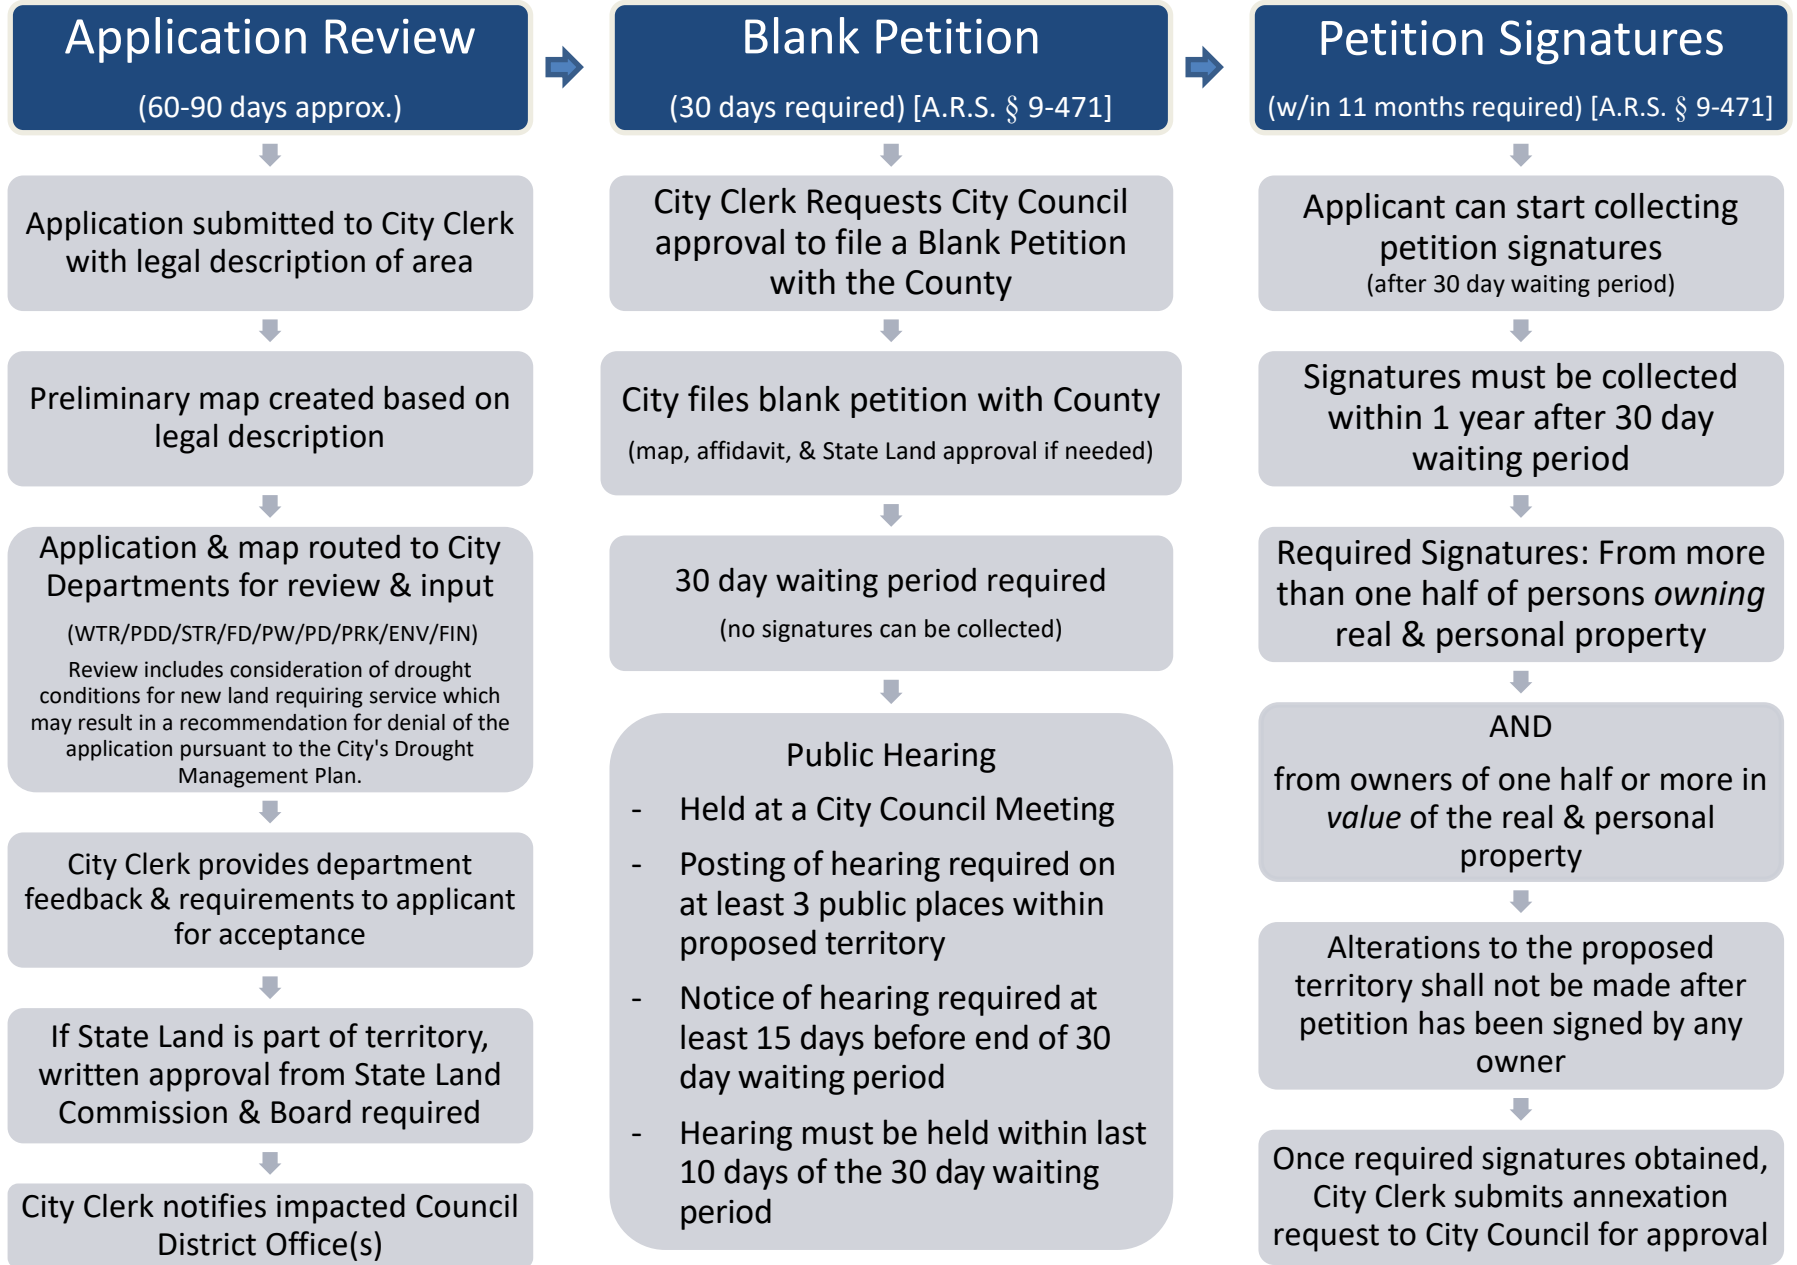 Application Review
(60-90 days approx.)
Application submitted to City Clerk
with legal description of area
Preliminary map created based on
legal description
Application & map routed to City
Departments for review & input
(WTR/PDD/STR/FD/PW/PD/PRK/ENV/FIN)
Review includes consideration of drought
conditions for new land requiring service which
may result in a recommendation for denial of the
application pursuant to the City's Drought
Management Plan.
City Clerk provides department
feedback & requirements to applicant
for acceptance
If State Land is part of territory,
written approval from State Land
Commission & Board required
City Clerk notifies impacted Council
District Office(s)
Blank Petition
(30 days required) [A.R.S. § 9-471]
City Clerk Requests City Council
approval to file a Blank Petition
with the County
City files blank petition with County
(map, affidavit, & State Land approval if needed)
30 day waiting period required
(no signatures can be collected)
Public Hearing
- Held at a City Council Meeting
- Posting of hearing required on
at least 3 public places within
proposed territory
- Notice of hearing required at
least 15 days before end of 30
day waiting period
- Hearing must be held within last
10 days of the 30 day waiting
period
Petition Signatures
(w/in 11 months required) [A.R.S. § 9-471]
Applicant can start collecting
petition signatures
(after 30 day waiting period)
Signatures must be collected
within 1 year after 30 day
waiting period
Required Signatures: From more
than one half of persons owning
real & personal property
AND
from owners of one half or more in
value of the real & personal
property
Alterations to the proposed
territory shall not be made after
petition has been signed by any
owner
Once required signatures obtained,
City Clerk submits annexation
request to City Council for approval